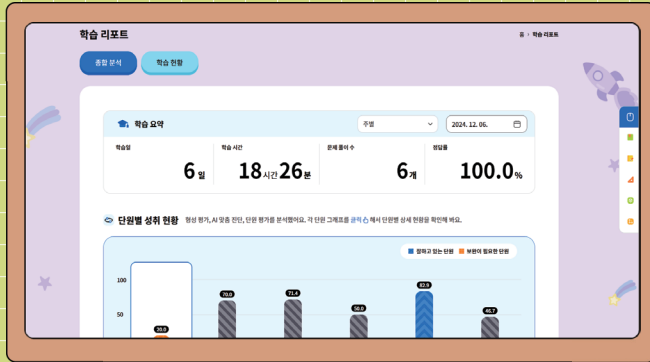 학습 리포트
홈 › 학습 리포트
종합 분석 학습 현황
학습 요약 주별 2024. 12. 06.
학습일 학습 시간 문제 풀이 수 정답률
6 일 18시간 26분 6개 100.0%
단원별 성취 현황 형성 평가, AI 맞춤 진단, 단원 평가를 분석했어요. 각 단원 그래프를 클릭 해서 단원별 상세 현황을 확인해 봐요.
잘하고 있는 단원 보완이 필요한 단원
100
82.9
70.0 71.4
50 50.0 46.7
20.0